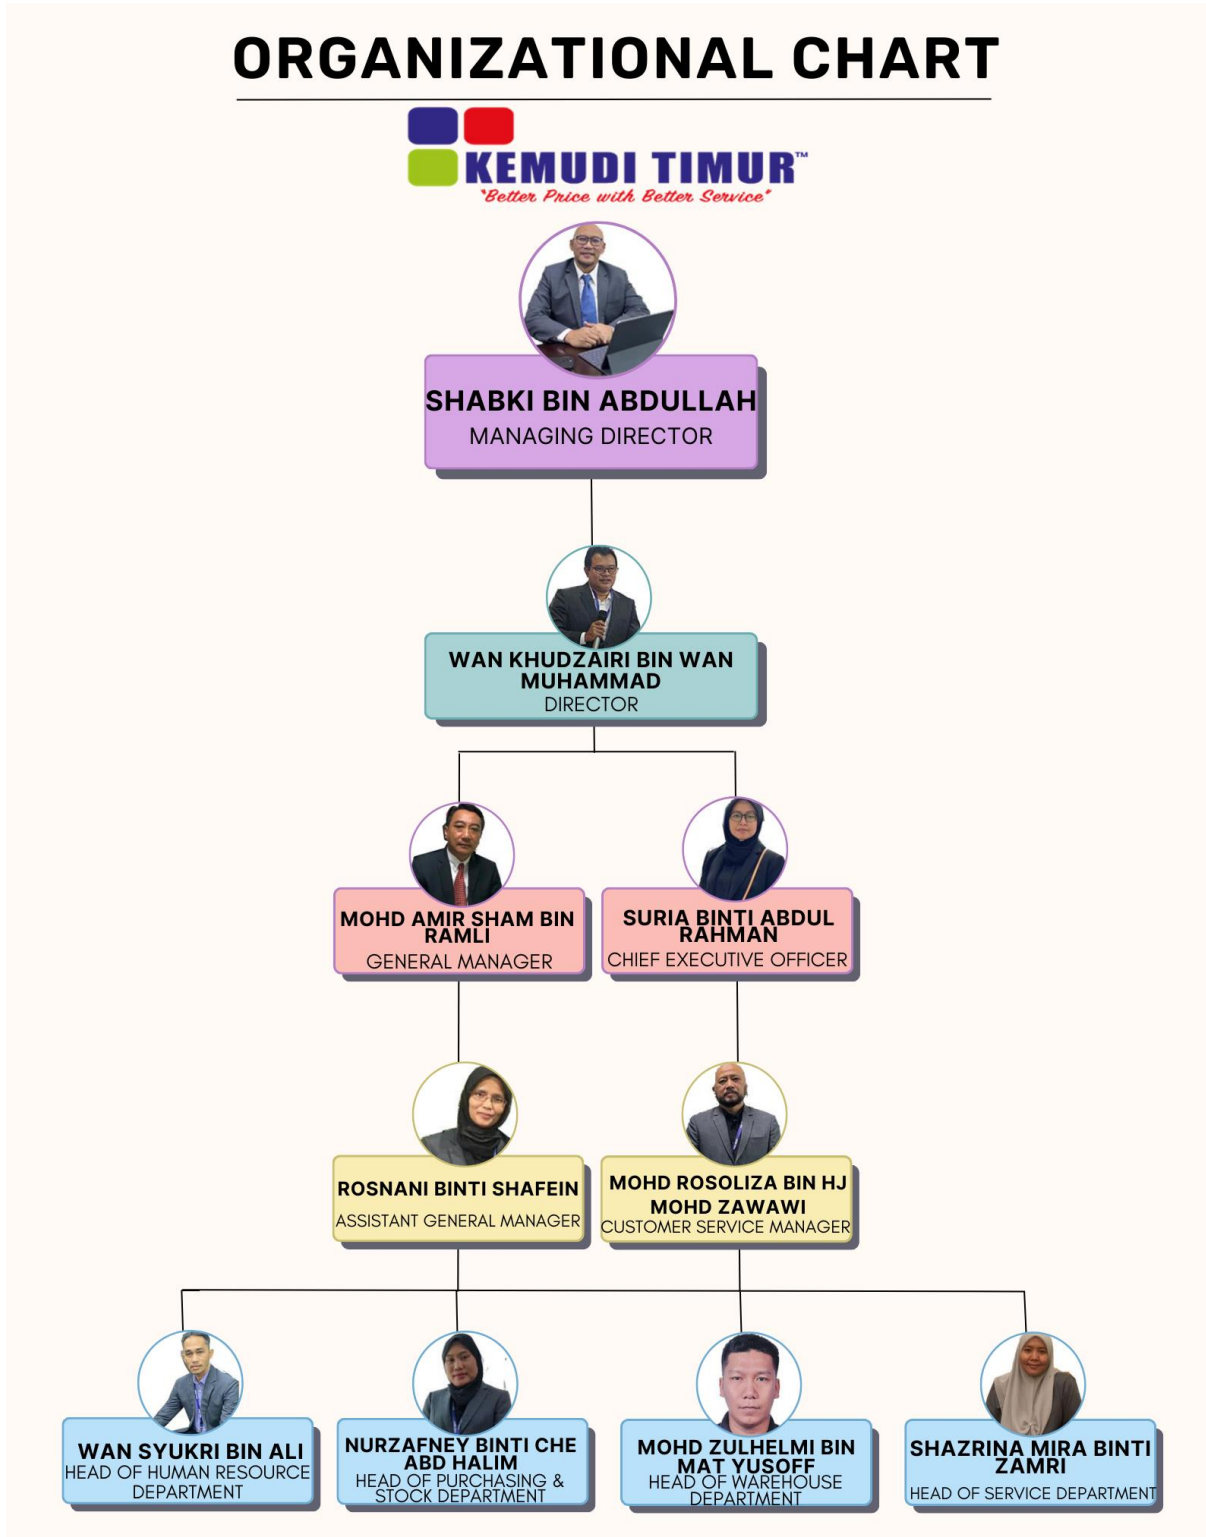 ORGANIZATIONAL CHART
KEMUDI TIMUR™
"Better Price with Better Service"
SHABKI BIN ABDULLAH
MANAGING DIRECTOR
WAN KHUDZAIRI BIN WAN
MUHAMMAD
DIRECTOR
MOHD AMIR SHAM BIN
RAMLI
GENERAL MANAGER
SURIA BINTI ABDUL
RAHMAN
CHIEF EXECUTIVE OFFICER
ROSNANI BINTI SHAFEIN
ASSISTANT GENERAL MANAGER
MOHD ROSOLIZA BIN HJ
MOHD ZAWAWI
CUSTOMER SERVICE MANAGER
WAN SYUKRI BIN ALI
HEAD OF HUMAN RESOURCE
DEPARTMENT
NURZAFNEY BINTI CHE
ABD HALIM
HEAD OF PURCHASING &
STOCK DEPARTMENT
MOHD ZULHELMI BIN
MAT YUSOFF
HEAD OF WAREHOUSE
DEPARTMENT
SHAZRINA MIRA BINTI
ZAMRI
HEAD OF SERVICE DEPARTMENT